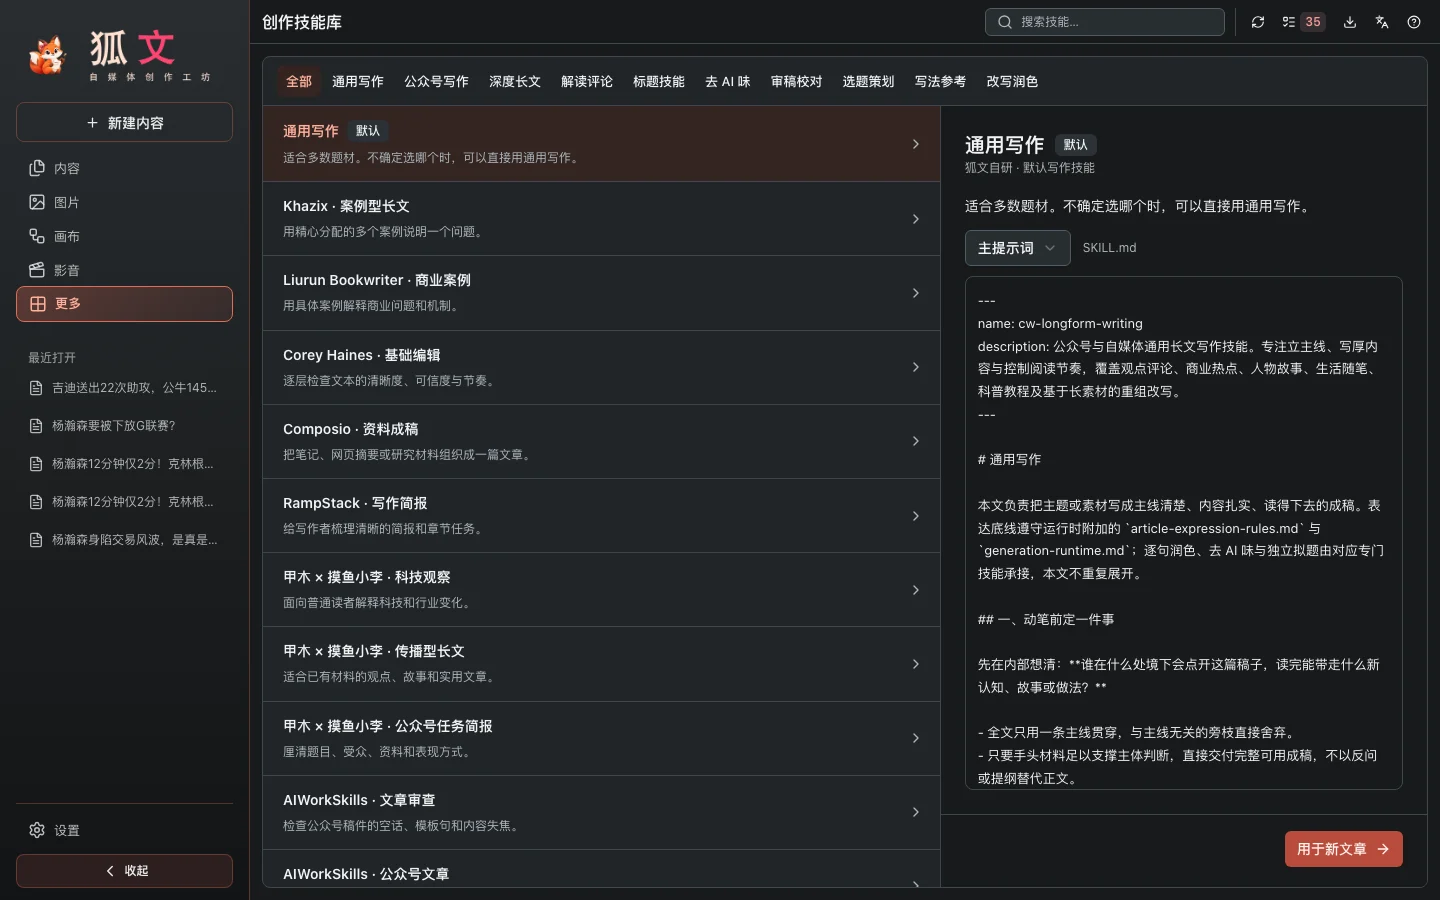 狐文
自媒体创作工坊
新建内容
内容
图片
画布
影音
更多
最近打开
吉迪送出22次助攻，公牛145...
杨瀚森要被下放G联赛?
杨瀚森12分钟仅2分！克林根...
杨瀚森12分钟仅2分！克林根...
杨瀚森身陷交易风波，是真是...
设置
收起
创作技能库
搜索技能...
35
全部 通用写作 公众号写作 深度长文 解读评论 标题技能 去 AI 味 审稿校对 选题策划 写法参考 改写润色
通用写作 默认
适合多数题材。不确定选哪个时，可以直接用通用写作。
Khazix · 案例型长文
用精心分配的多个案例说明一个问题。
Liurun Bookwriter · 商业案例
用具体案例解释商业问题和机制。
Corey Haines · 基础编辑
逐层检查文本的清晰度、可信度与节奏。
Composio · 资料成稿
把笔记、网页摘要或研究材料组织成一篇文章。
RampStack · 写作简报
给写作者梳理清晰的简报和章节任务。
甲木 × 摸鱼小李 · 科技观察
面向普通读者解释科技和行业变化。
甲木 × 摸鱼小李 · 传播型长文
适合已有材料的观点、故事和实用文章。
甲木 × 摸鱼小李 · 公众号任务简报
厘清题目、受众、资料和表现方式。
AIWorkSkills · 文章审查
检查公众号稿件的空话、模板句和内容失焦。
AIWorkSkills · 公众号文章
通用写作 默认
狐文自研 · 默认写作技能
适合多数题材。不确定选哪个时，可以直接用通用写作。
主提示词 SKILL.md
---
name: cw-longform-writing
description: 公众号与自媒体通用长文写作技能。专注立主线、写厚内
容与控制阅读节奏，覆盖观点评论、商业热点、人物故事、生活随笔、
科普教程及基于长素材的重组改写。
---
# 通用写作
本文负责把主题或素材写成主线清楚、内容扎实、读得下去的成稿。表
达底线遵守运行时附加的 `article-expression-rules.md` 与
`generation-runtime.md`；逐句润色、去 AI 味与独立拟题由对应专门
技能承接，本文不重复展开。
## 一、动笔前定一件事
先在内部想清：**谁在什么处境下会点开这篇稿子，读完能带走什么新
认知、故事或做法？**
- 全文只用一条主线贯穿，与主线无关的旁枝直接舍弃。
- 只要手头材料足以支撑主体判断，直接交付完整可用成稿，不以反问
或提纲替代正文。
用于新文章